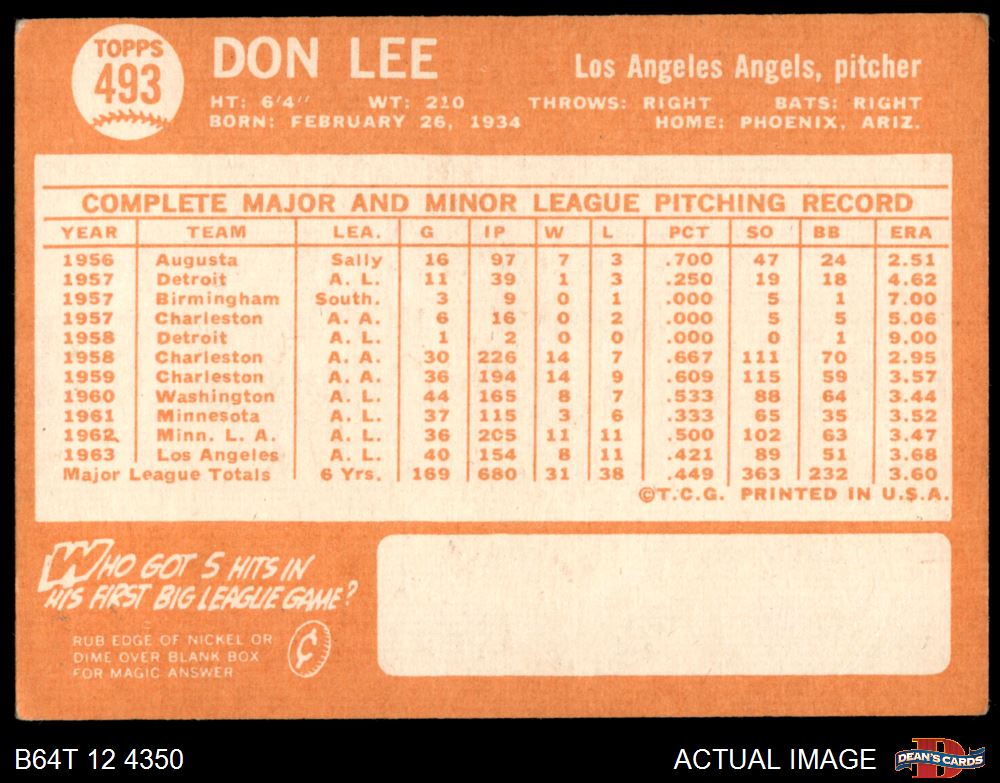 TOPPS
493
DON LEE
Los Angeles Angels, pitcher
HT: 6'4" WT: 210 THROWS: RIGHT BATS: RIGHT
BORN: FEBRUARY 26, 1934 HOME: PHOENIX, ARIZ.
COMPLETE MAJOR AND MINOR LEAGUE PITCHING RECORD
YEAR TEAM LEA. G IP W L PCT SO BB ERA
1956 Augusta Sally 16 97 7 3 .700 47 24 2.51
1957 Detroit A. L. 11 39 1 3 .250 19 18 4.62
1957 Birmingham South. 3 9 0 1 .000 5 1 7.00
1957 Charleston A. A. 6 16 0 2 .000 5 5 5.06
1958 Detroit A. L. 1 2 0 0 .000 0 1 9.00
1958 Charleston A. A. 30 226 14 7 .667 111 70 2.95
1959 Charleston A. A. 36 194 14 9 .609 115 59 3.57
1960 Washington A. L. 44 165 8 7 .533 88 64 3.44
1961 Minnesota A. L. 37 115 3 6 .333 65 35 3.52
1962 Minn. L. A. A. L. 36 205 11 11 .500 102 63 3.47
1963 Los Angeles A. L. 40 154 8 11 .421 89 51 3.68
Major League Totals 6 Yrs. 169 680 31 38 .449 363 232 3.60
©T.C.G. PRINTED IN U.S.A.
WHO GOT 5 HITS IN
HIS FIRST BIG LEAGUE GAME?
RUB EDGE OF NICKEL OR
DIME OVER BLANK BOX
FOR MAGIC ANSWER
¢
B64T 12 4350
ACTUAL IMAGE
D
DEAN'S CARDS